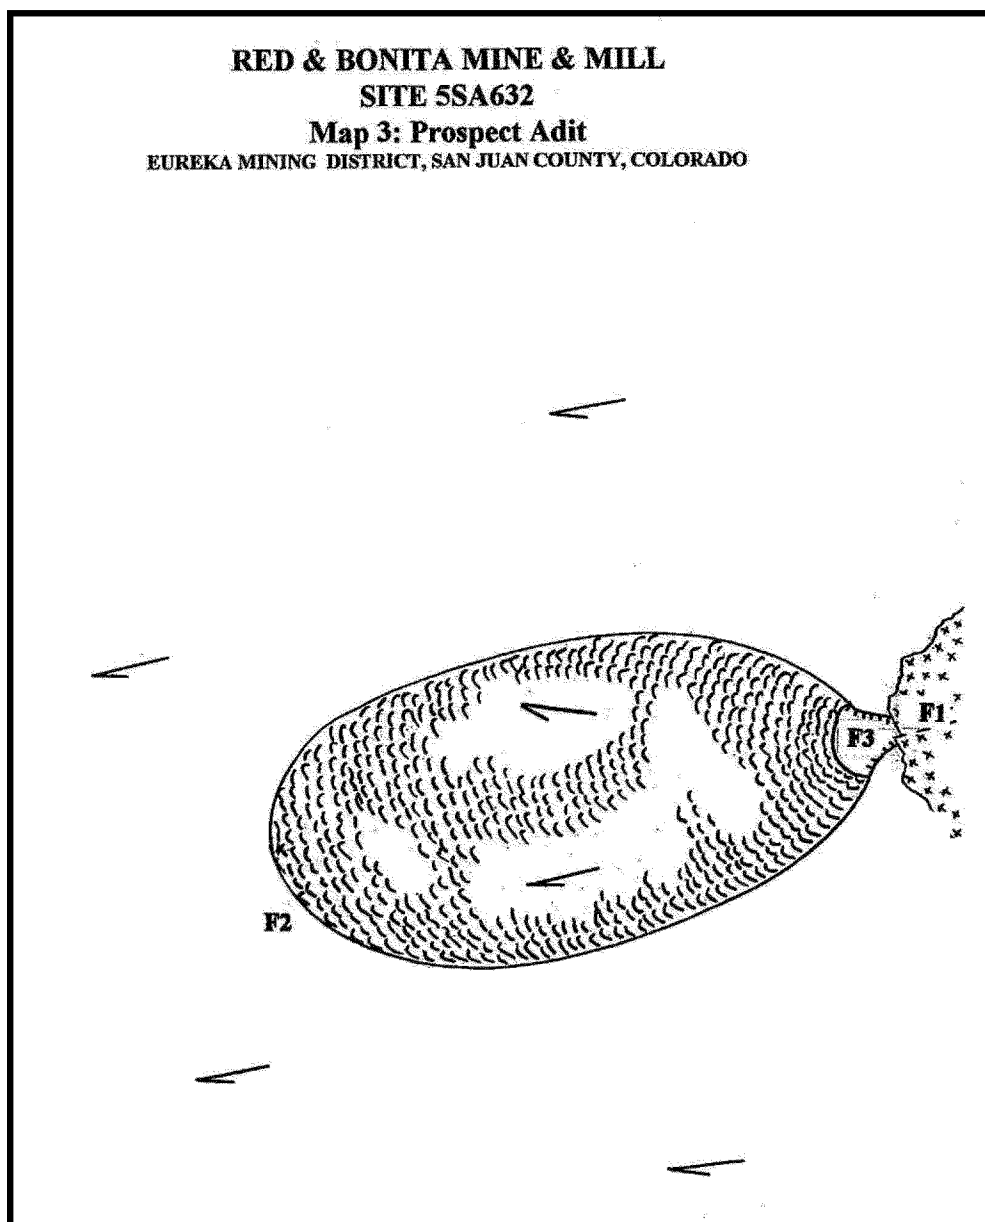 RED & BONITA MINE & MILL
SITE 5SA632
Map 3: Prospect Adit
EUREKA MINING DISTRICT, SAN JUAN COUNTY, COLORADO
F1
F3
F2